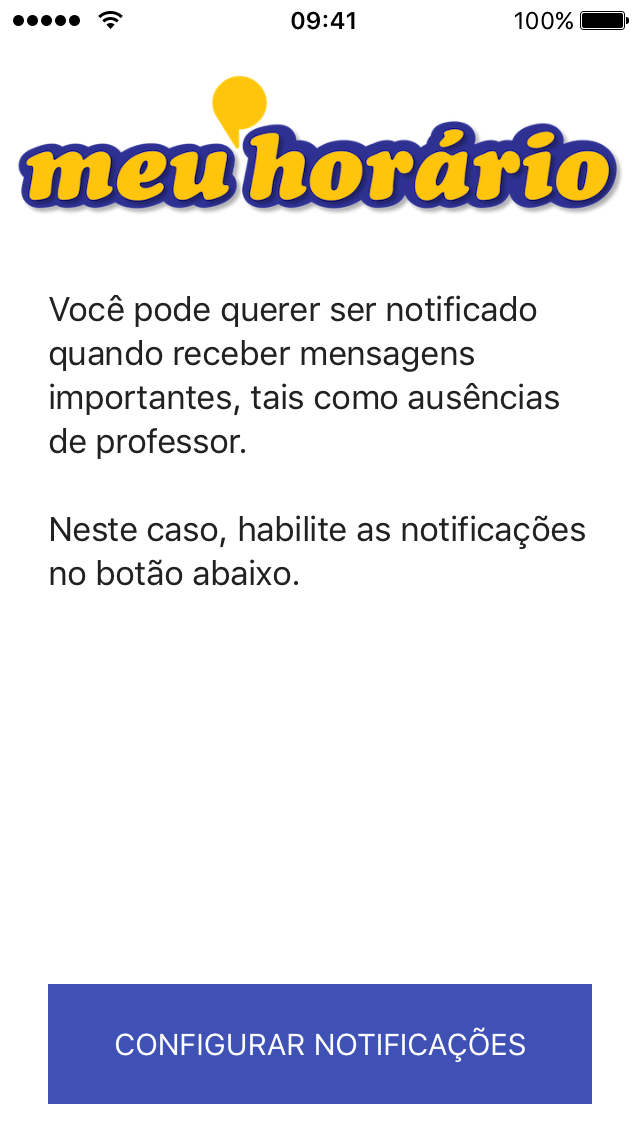 09:41
100%
meu horário
Você pode querer ser notificado
quando receber mensagens
importantes, tais como ausências
de professor.
Neste caso, habilite as notificações
no botão abaixo.
CONFIGURAR NOTIFICAÇÕES